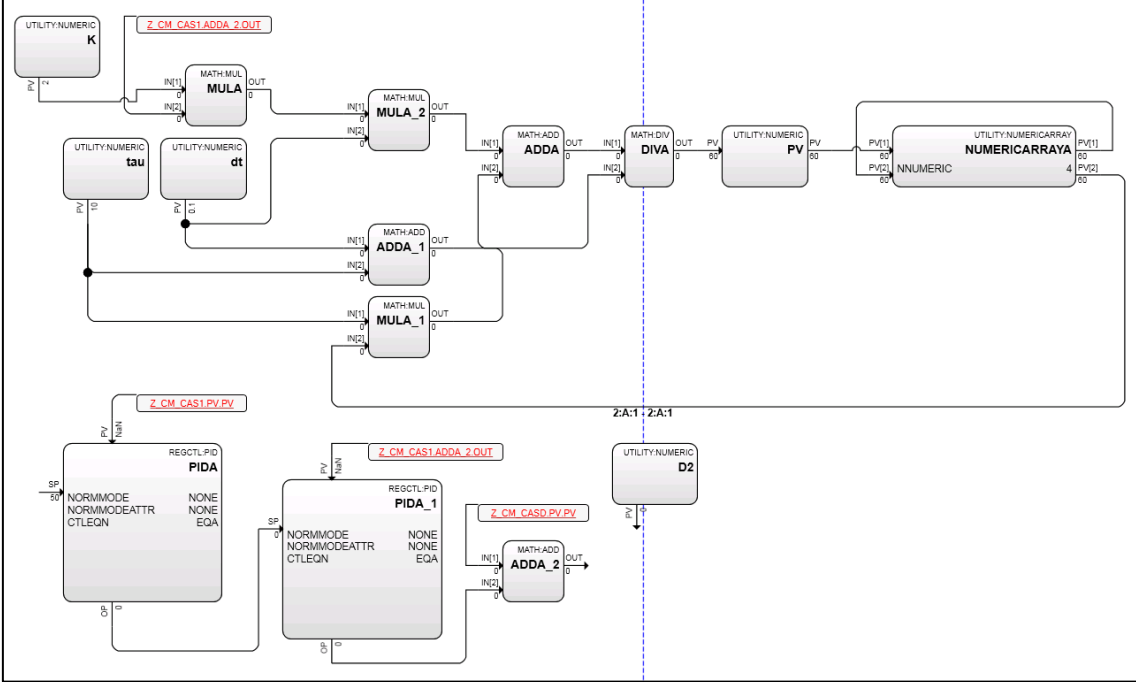 UTILITY:NUMERIC
K
PV
2
Z_CM_CAS1.ADDA_2.OUT
MATH:MUL
MULA
IN[1]
0
IN[2]
0
OUT
0
MATH:MUL
MULA_2
IN[1]
0
IN[2]
0
OUT
0
UTILITY:NUMERIC
tau
PV
10
UTILITY:NUMERIC
dt
PV
0.1
MATH:ADD
ADDA
IN[1]
0
IN[2]
0
OUT
0
MATH:DIV
DIVA
IN[1]
0
IN[2]
0
OUT
0
UTILITY:NUMERIC
PV
PV
60
PV
60
UTILITY:NUMERICARRAY
NUMERICARRAYA
PV[1]
60
PV[2]
60
NNUMERIC 4
PV[1]
60
PV[2]
60
MATH:ADD
ADDA_1
IN[1]
0
IN[2]
0
OUT
0
MATH:MUL
MULA_1
IN[1]
0
IN[2]
0
OUT
0
2:A:1 - 2:A:1
Z_CM_CAS1.PV.PV
PV
NaN
REGCTL:PID
PIDA
SP
50
NORMMODE NONE
NORMMODEATTR NONE
CTLEQN EQA
OP
0
Z_CM_CAS1.ADDA_2.OUT
PV
NaN
REGCTL:PID
PIDA_1
SP
0
NORMMODE NONE
NORMMODEATTR NONE
CTLEQN EQA
OP
0
Z_CM_CASD.PV.PV
MATH:ADD
ADDA_2
IN[1]
0
IN[2]
0
OUT
0
UTILITY:NUMERIC
D2
PV
0